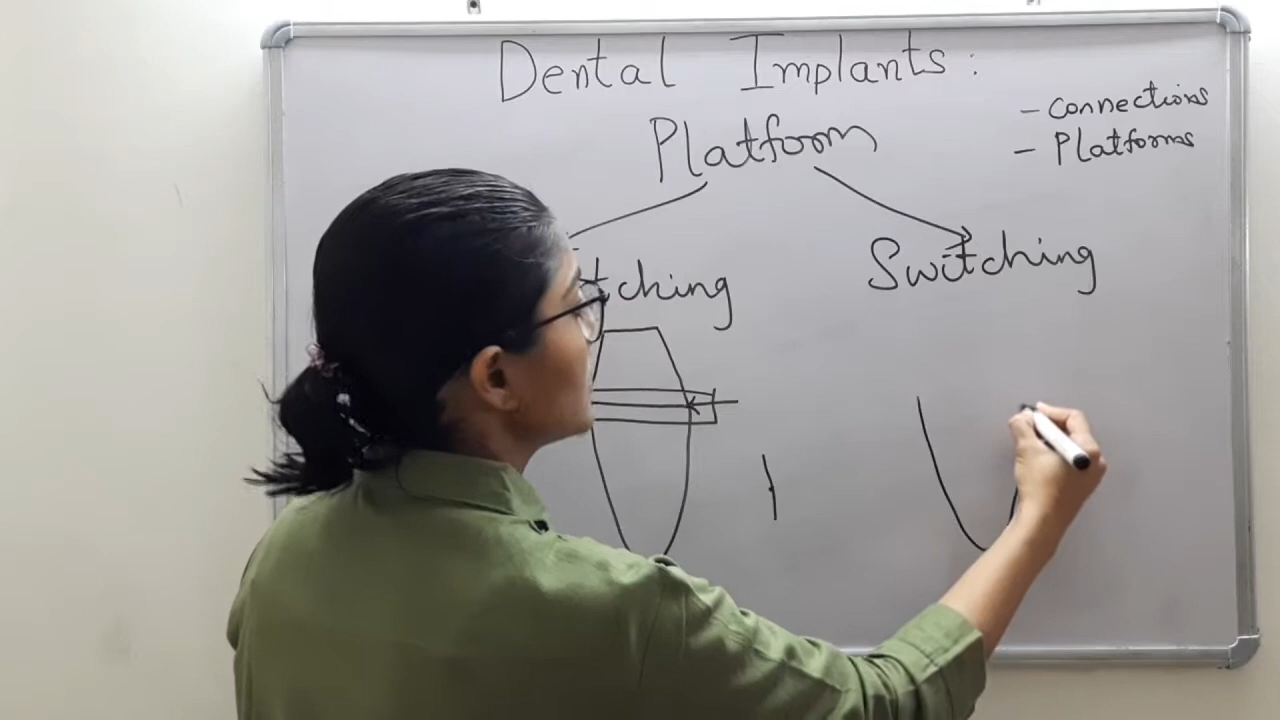 Dental Implants:
- Connections
- Platforms
Platform
tching
Switching